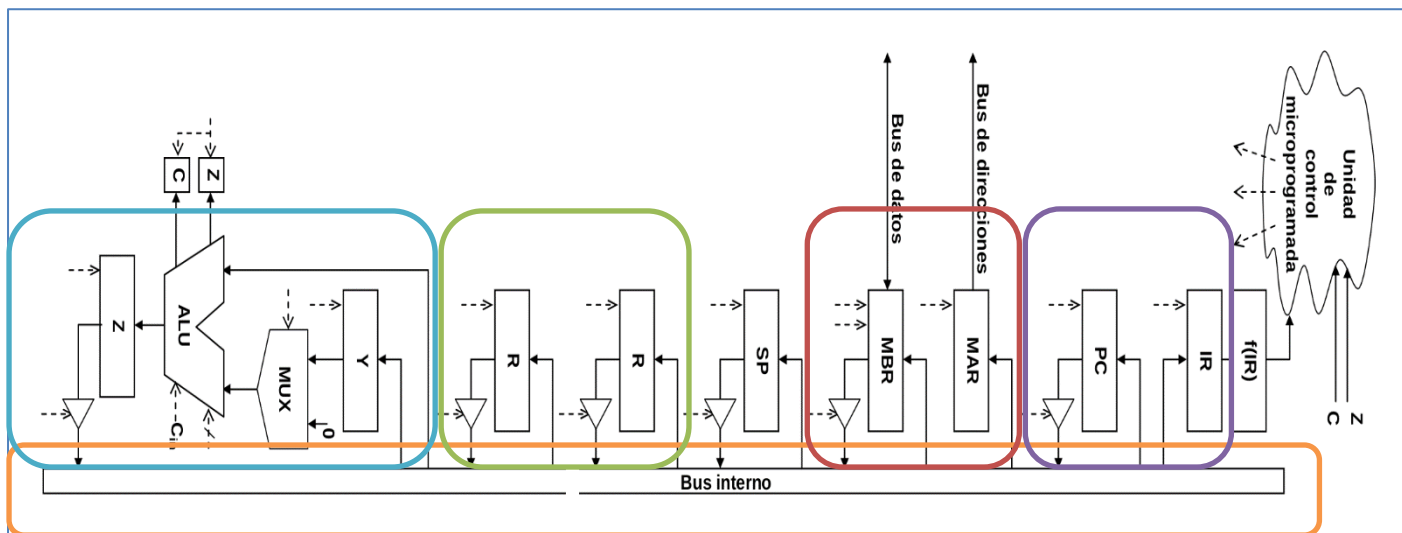 Unidad
de
control
microprogramada
Bus de datos
Bus de direcciones
C
Z
Z
ALU
MUX
Y
0
R
R
SP
MBR
MAR
PC
IR
f(IR)
Z
C
Bus interno